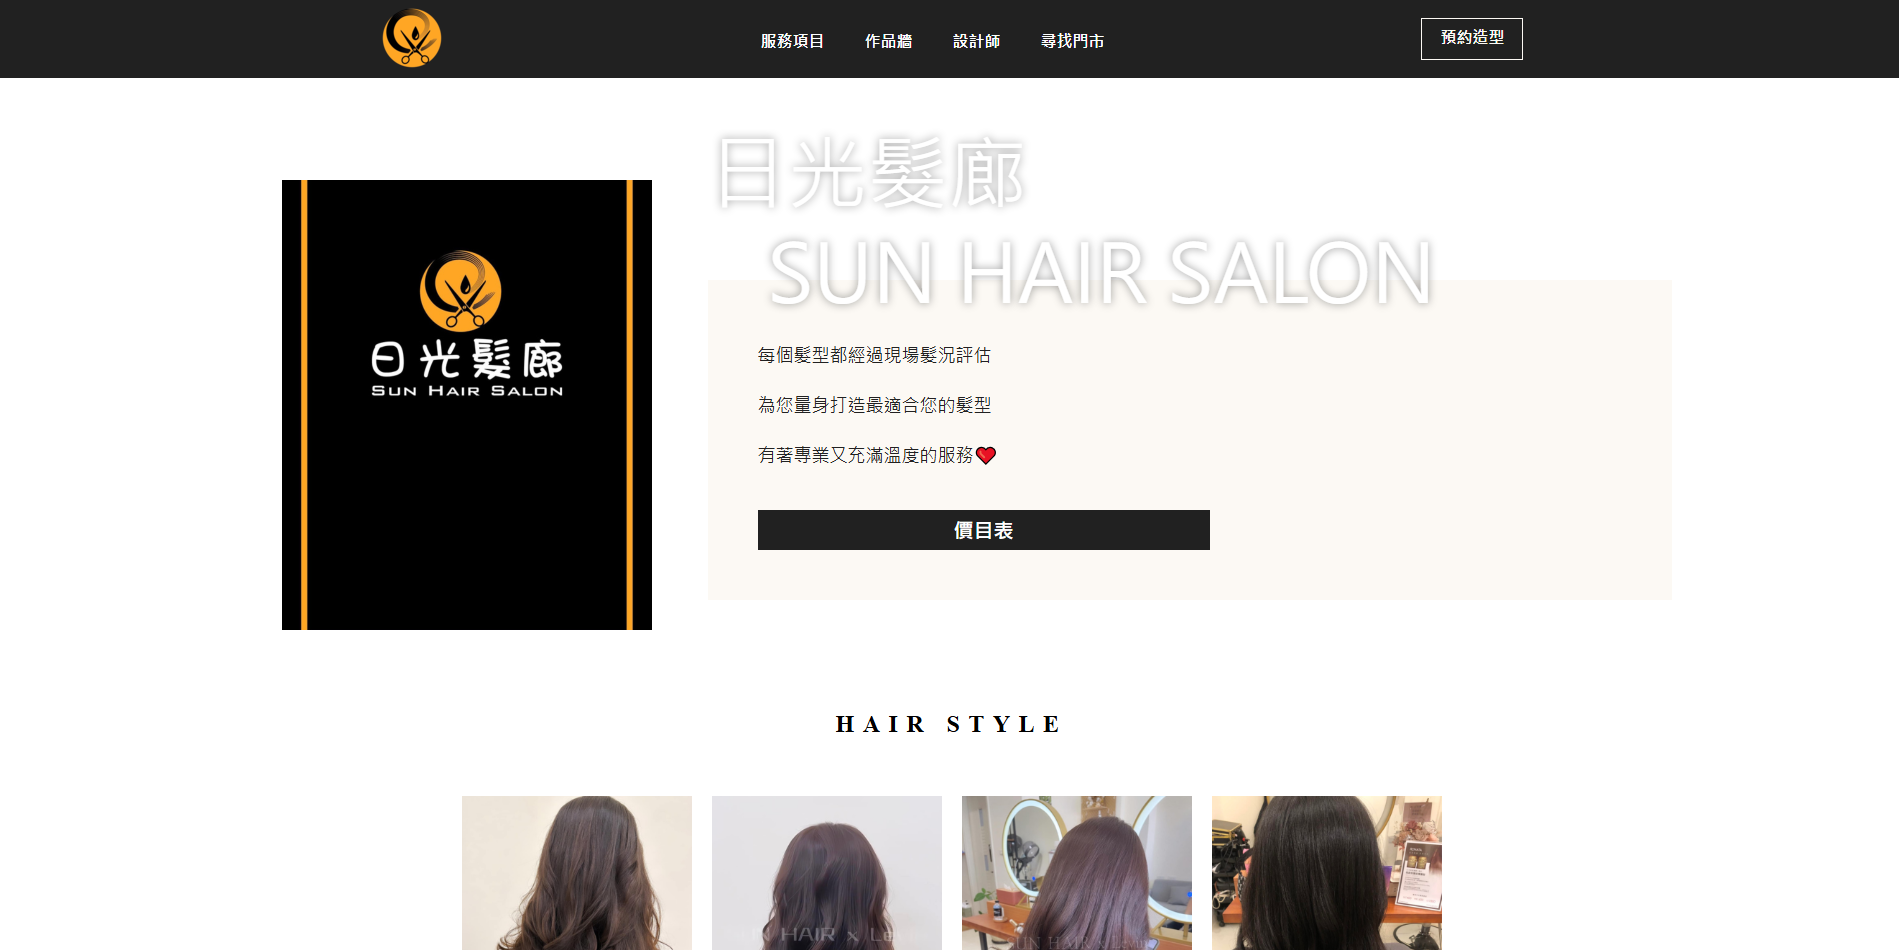 服務項目
作品牆
設計師
尋找門市
預約造型
日光髮廊
SUN HAIR SALON
日光髮廊
SUN HAIR SALON
每個髮型都經過現場髮況評估
為您量身打造最適合您的髮型
有著專業又充滿溫度的服務❤
價目表
HAIR STYLE
SUN HAIR x Le
SUN HAIR x L